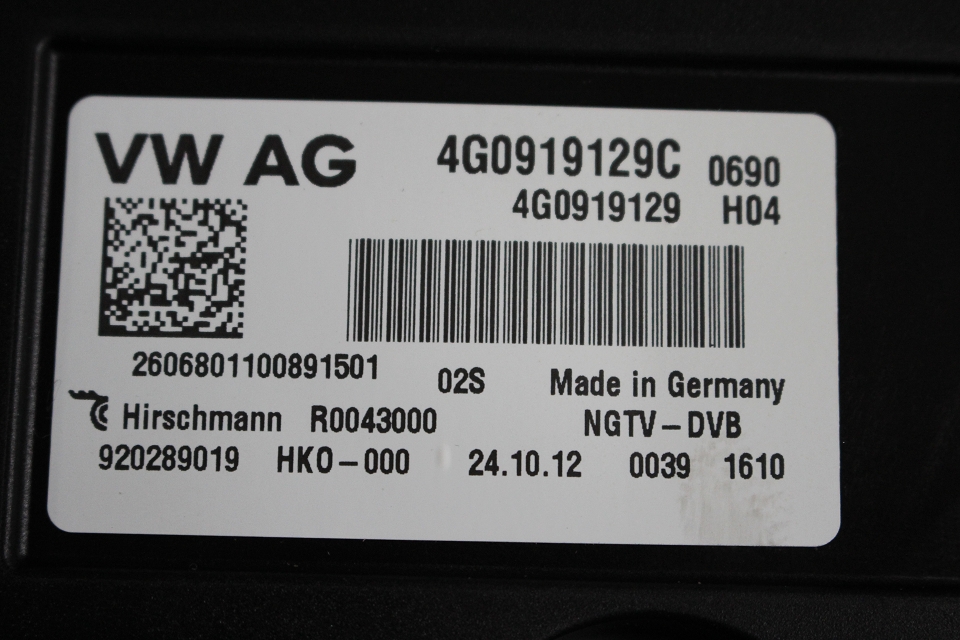 VW AG 4G0919129C 0690
4G0919129 H04
2606801100891501 02S Made in Germany
Hirschmann R0043000 NGTV-DVB
920289019 HKO-000 24.10.12 0039 1610